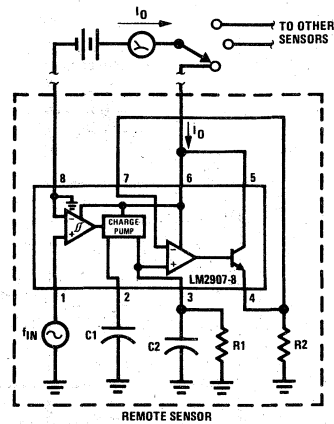 I0
TO OTHER
SENSORS
I0
8
7
6
5
CHARGE
PUMP
LM2907-8
1
2
3
4
fIN
C1
C2
R1
R2
REMOTE SENSOR